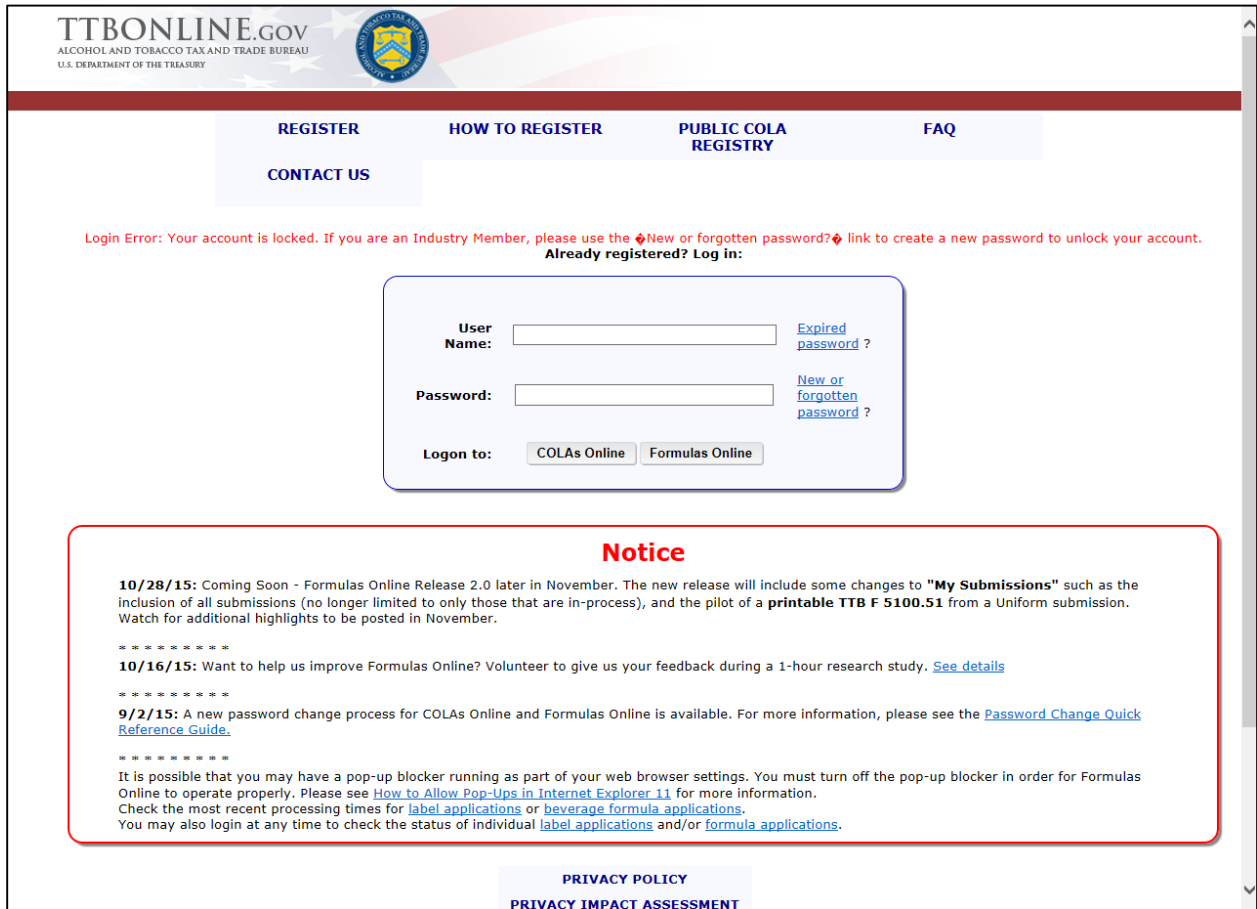 TTBONLINE.GOV
ALCOHOL AND TOBACCO TAX AND TRADE BUREAU
U.S. DEPARTMENT OF THE TREASURY
ALCOHOL AND TOBACCO TAX AND TRADE BUREAU
REGISTER HOW TO REGISTER PUBLIC COLA REGISTRY FAQ
CONTACT US
Login Error: Your account is locked. If you are an Industry Member, please use the �New or forgotten password?� link to create a new password to unlock your account.
Already registered? Log in:
User Name: Expired password ?
Password: New or forgotten password ?
Logon to: COLAs Online Formulas Online
Notice
10/28/15: Coming Soon - Formulas Online Release 2.0 later in November. The new release will include some changes to "My Submissions" such as the
inclusion of all submissions (no longer limited to only those that are in-process), and the pilot of a printable TTB F 5100.51 from a Uniform submission.
Watch for additional highlights to be posted in November.
* * * * * * * * *
10/16/15: Want to help us improve Formulas Online? Volunteer to give us your feedback during a 1-hour research study. See details
* * * * * * * * *
9/2/15: A new password change process for COLAs Online and Formulas Online is available. For more information, please see the Password Change Quick
Reference Guide.
* * * * * * * * *
It is possible that you may have a pop-up blocker running as part of your web browser settings. You must turn off the pop-up blocker in order for Formulas
Online to operate properly. Please see How to Allow Pop-Ups in Internet Explorer 11 for more information.
Check the most recent processing times for label applications or beverage formula applications.
You may also login at any time to check the status of individual label applications and/or formula applications.
PRIVACY POLICY
PRIVACY IMPACT ASSESSMENT